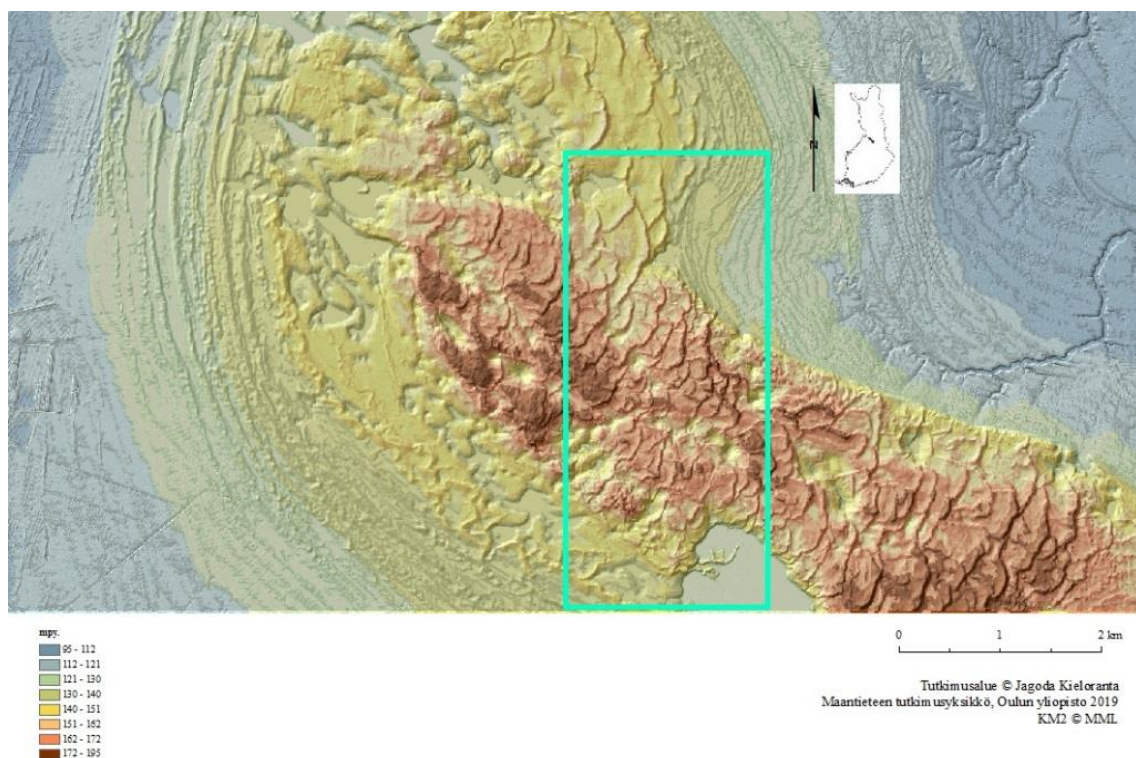 N
mpy.
95 - 112
112 - 121
121 - 130
130 - 140
140 - 151
151 - 162
162 - 172
172 - 195
0 1 2 km
Tutkimusalue © Jagoda Kieloranta
Maantieteen tutkimusyksikkö, Oulun yliopisto 2019
KM2 © MML